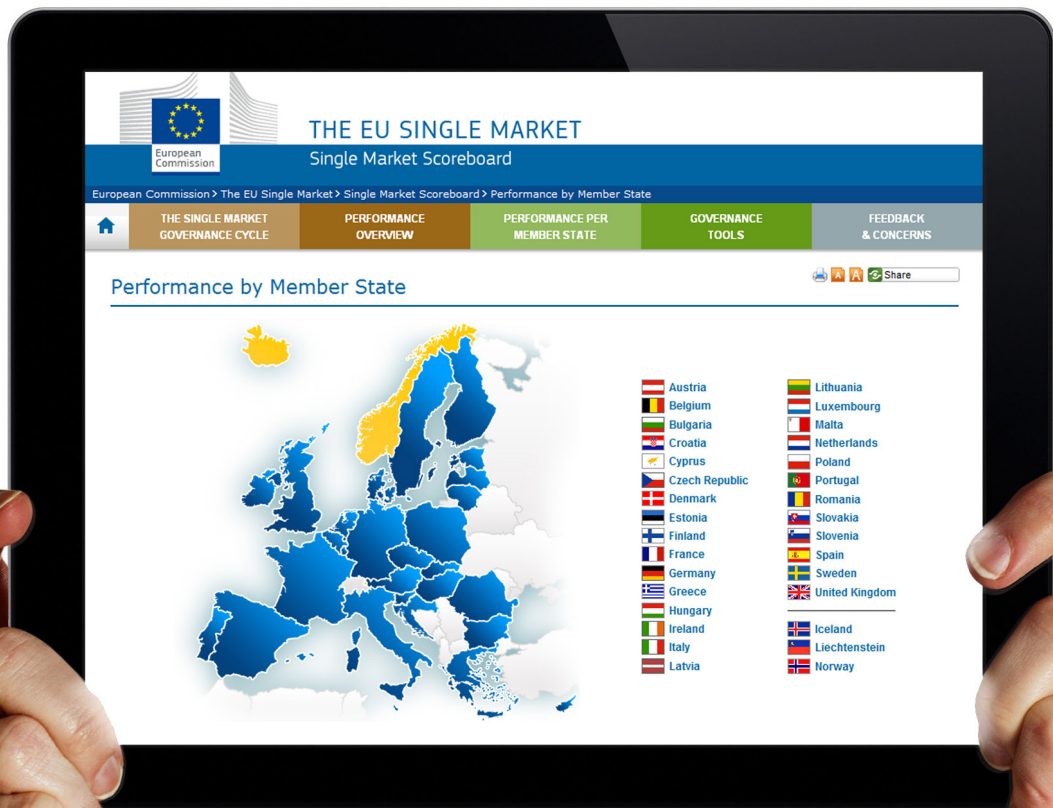 European
Commission
THE EU SINGLE MARKET
Single Market Scoreboard
European Commission > The EU Single Market > Single Market Scoreboard > Performance by Member State
THE SINGLE MARKET
GOVERNANCE CYCLE
PERFORMANCE
OVERVIEW
PERFORMANCE PER
MEMBER STATE
GOVERNANCE
TOOLS
FEEDBACK
& CONCERNS
A A Share
Performance by Member State
Austria
Belgium
Bulgaria
Croatia
Cyprus
Czech Republic
Denmark
Estonia
Finland
France
Germany
Greece
Hungary
Ireland
Italy
Latvia
Lithuania
Luxembourg
Malta
Netherlands
Poland
Portugal
Romania
Slovakia
Slovenia
Spain
Sweden
United Kingdom
Iceland
Liechtenstein
Norway